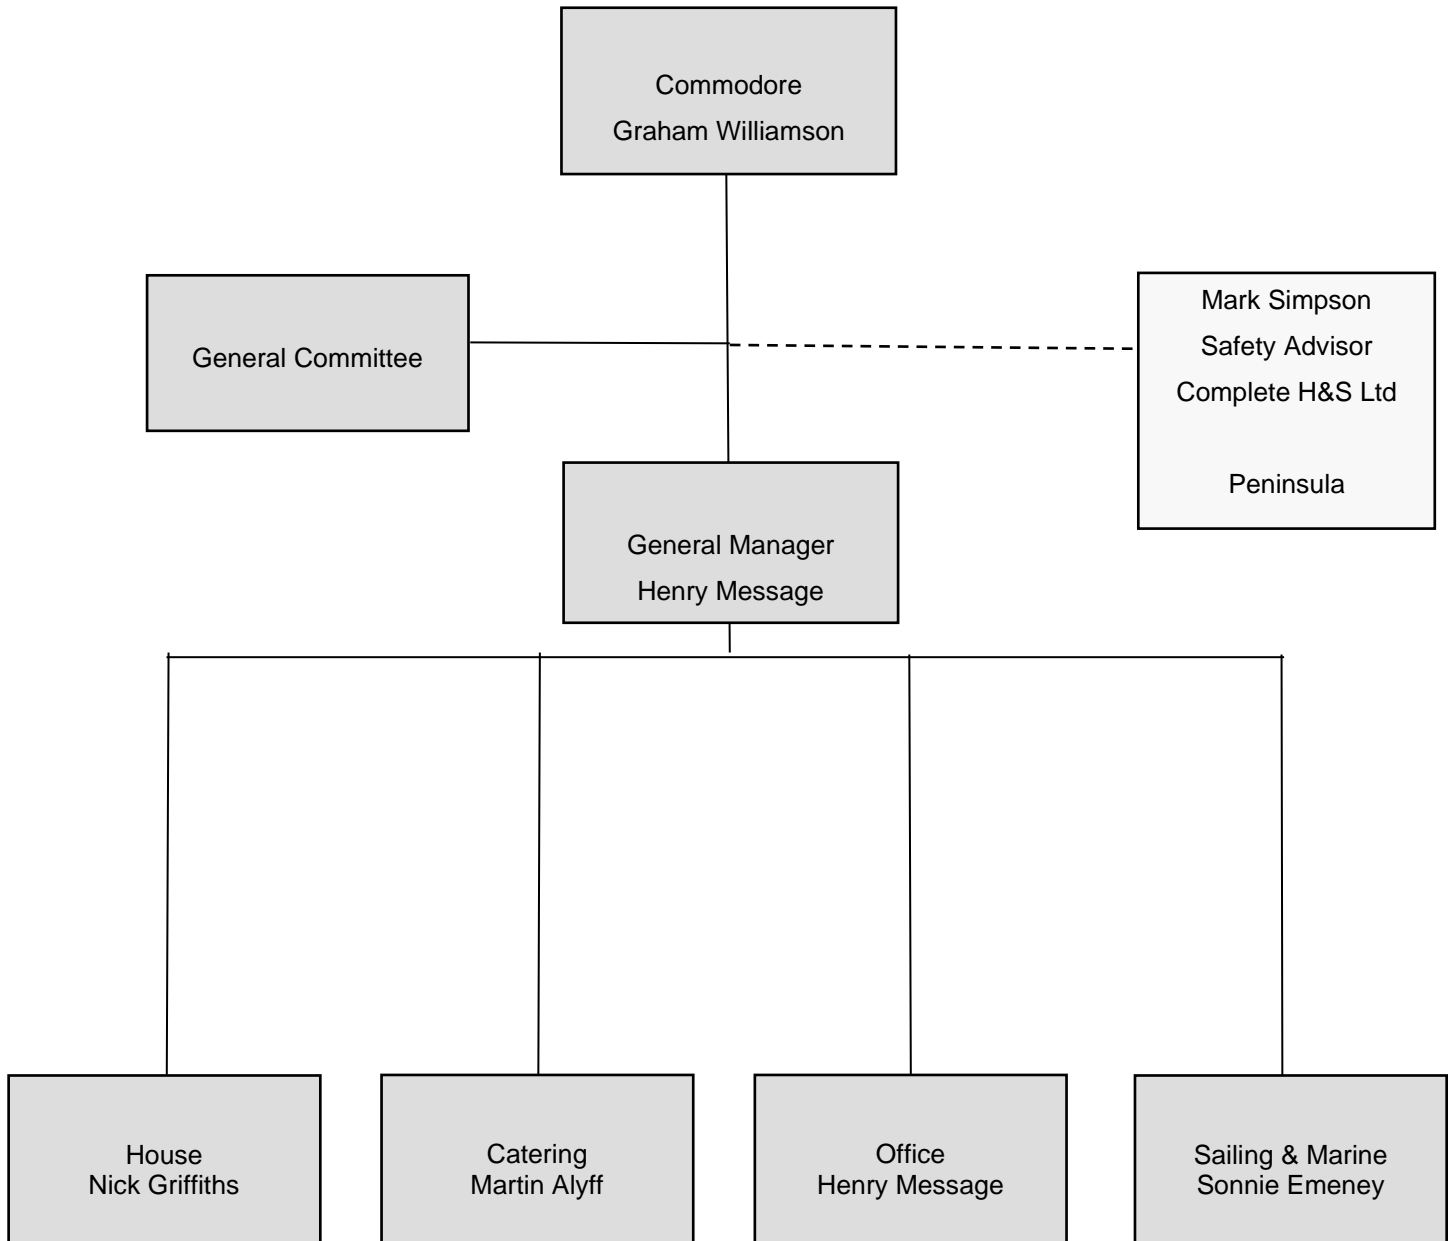 Commodore
Graham Williamson
General Committee
Mark Simpson
Safety Advisor
Complete H&S Ltd
Peninsula
General Manager
Henry Message
House
Nick Griffiths
Catering
Martin Alyff
Office
Henry Message
Sailing & Marine
Sonnie Emeney